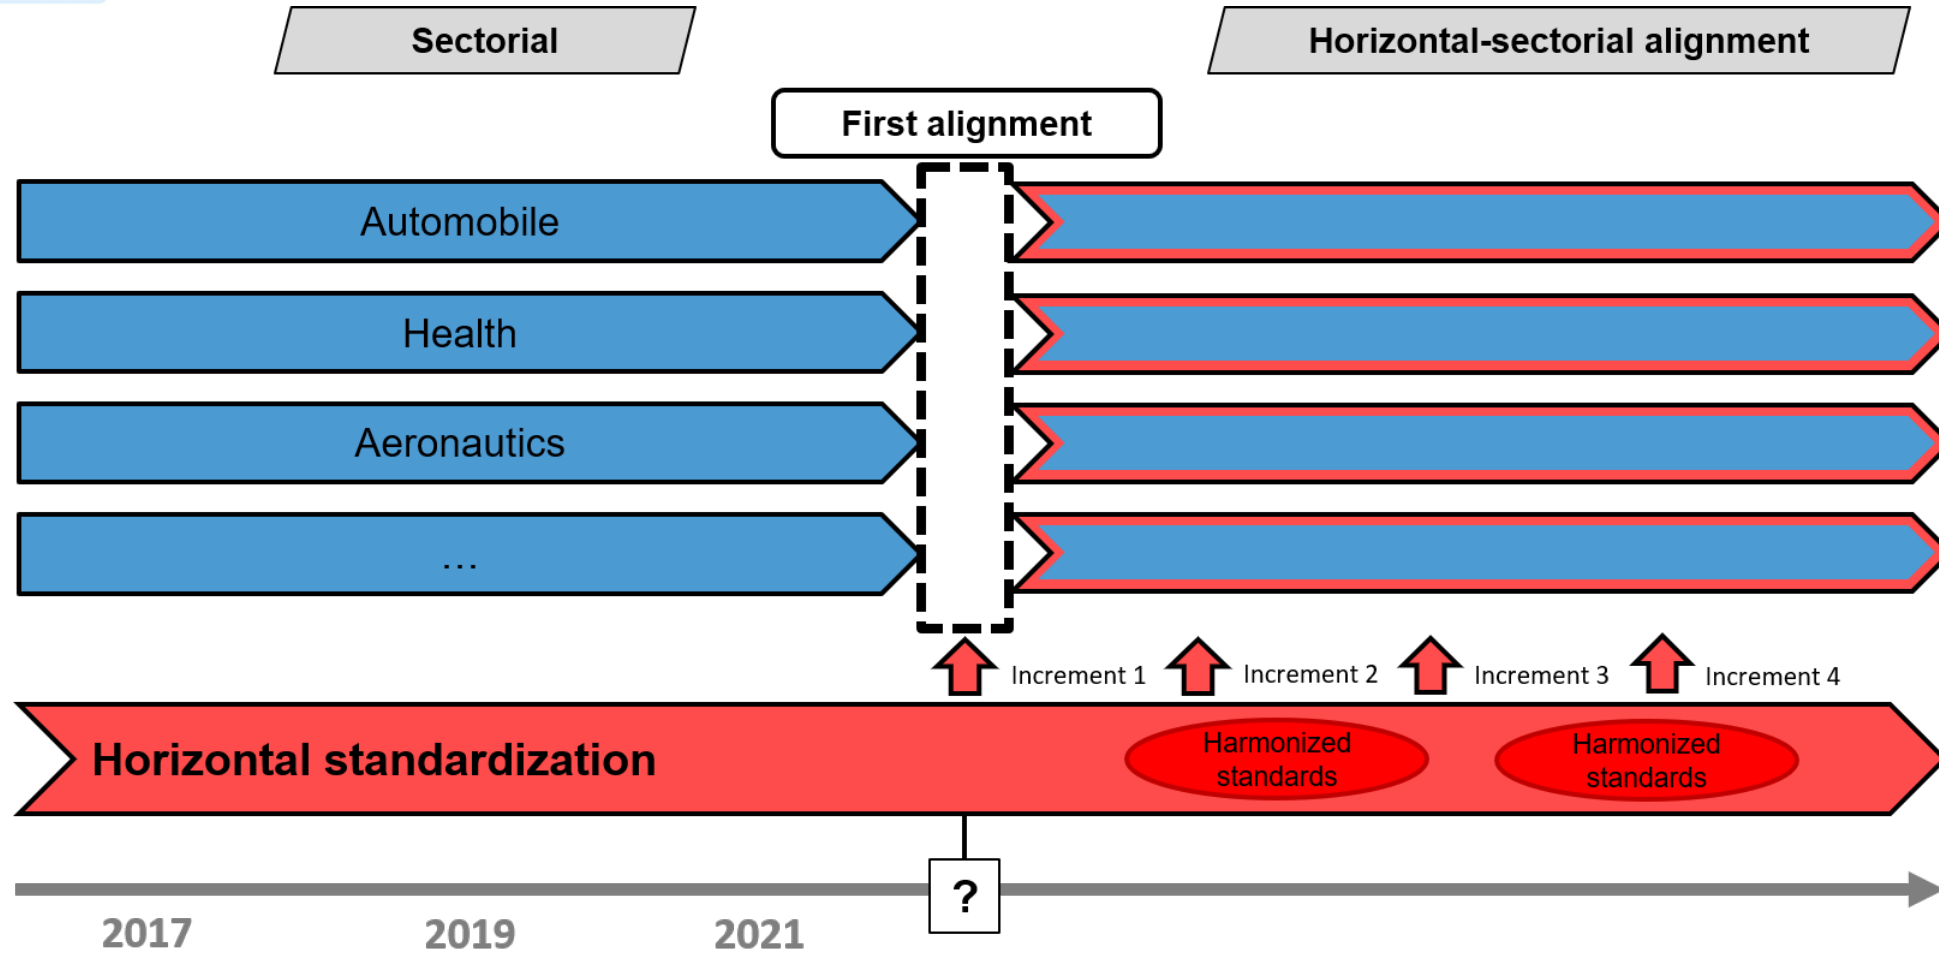 Sectorial
Horizontal-sectorial alignment
First alignment
Automobile
Health
Aeronautics
...
Increment 1
Increment 2
Increment 3
Increment 4
Horizontal standardization
Harmonized
standards
Harmonized
standards
?
2017
2019
2021